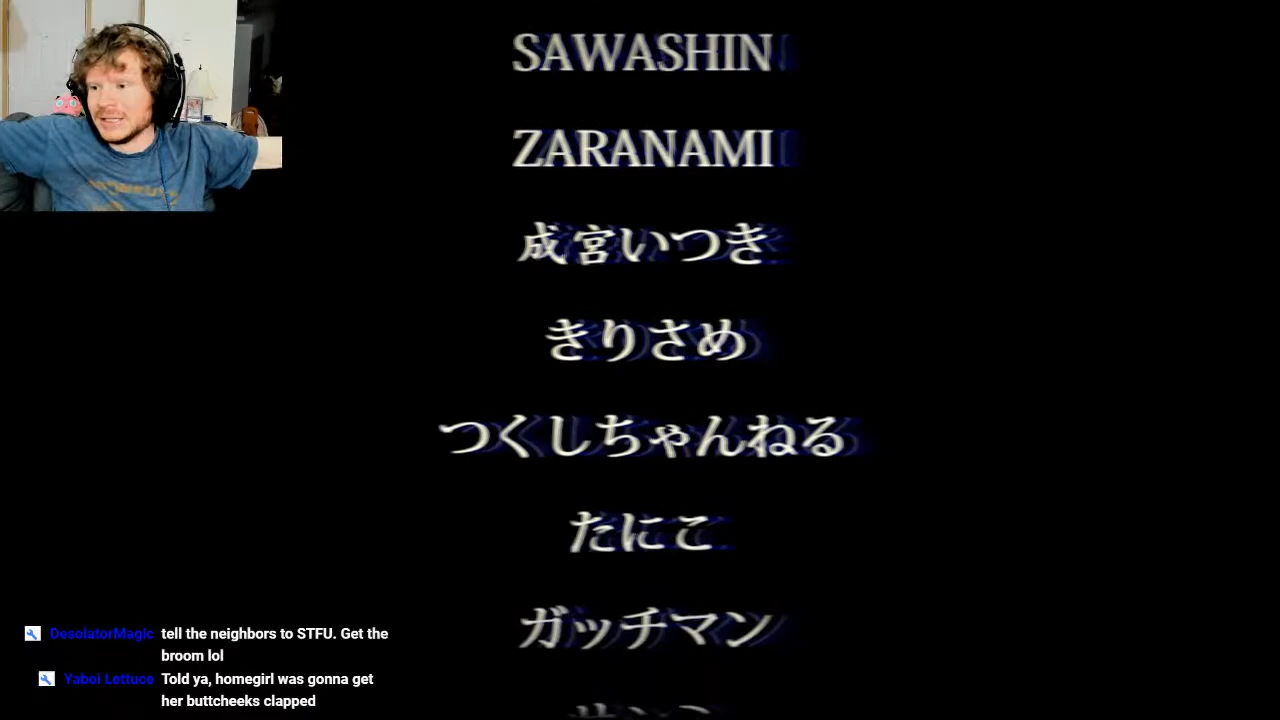 SAWASHIN
ZARANAMI
成宮いつき
きりさめ
つくしちゃんねる
たにこ
ガッチマン
DesolatorMagic tell the neighbors to STFU. Get the
broom lol
Yaboi Lettuce Told ya, homegirl was gonna get
her buttcheeks clapped